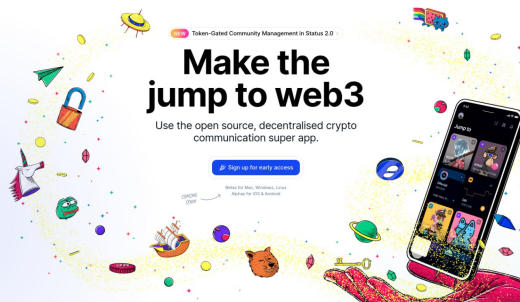 NEW Token-Gated Community Management in Status 2.0
Make the
jump to web3
Use the open source, decentralised crypto
communication super app.
Sign up for early access
Betas for Mac, Windows, Linux
Alphas for iOS & Android
COMING
SOON
Jump to